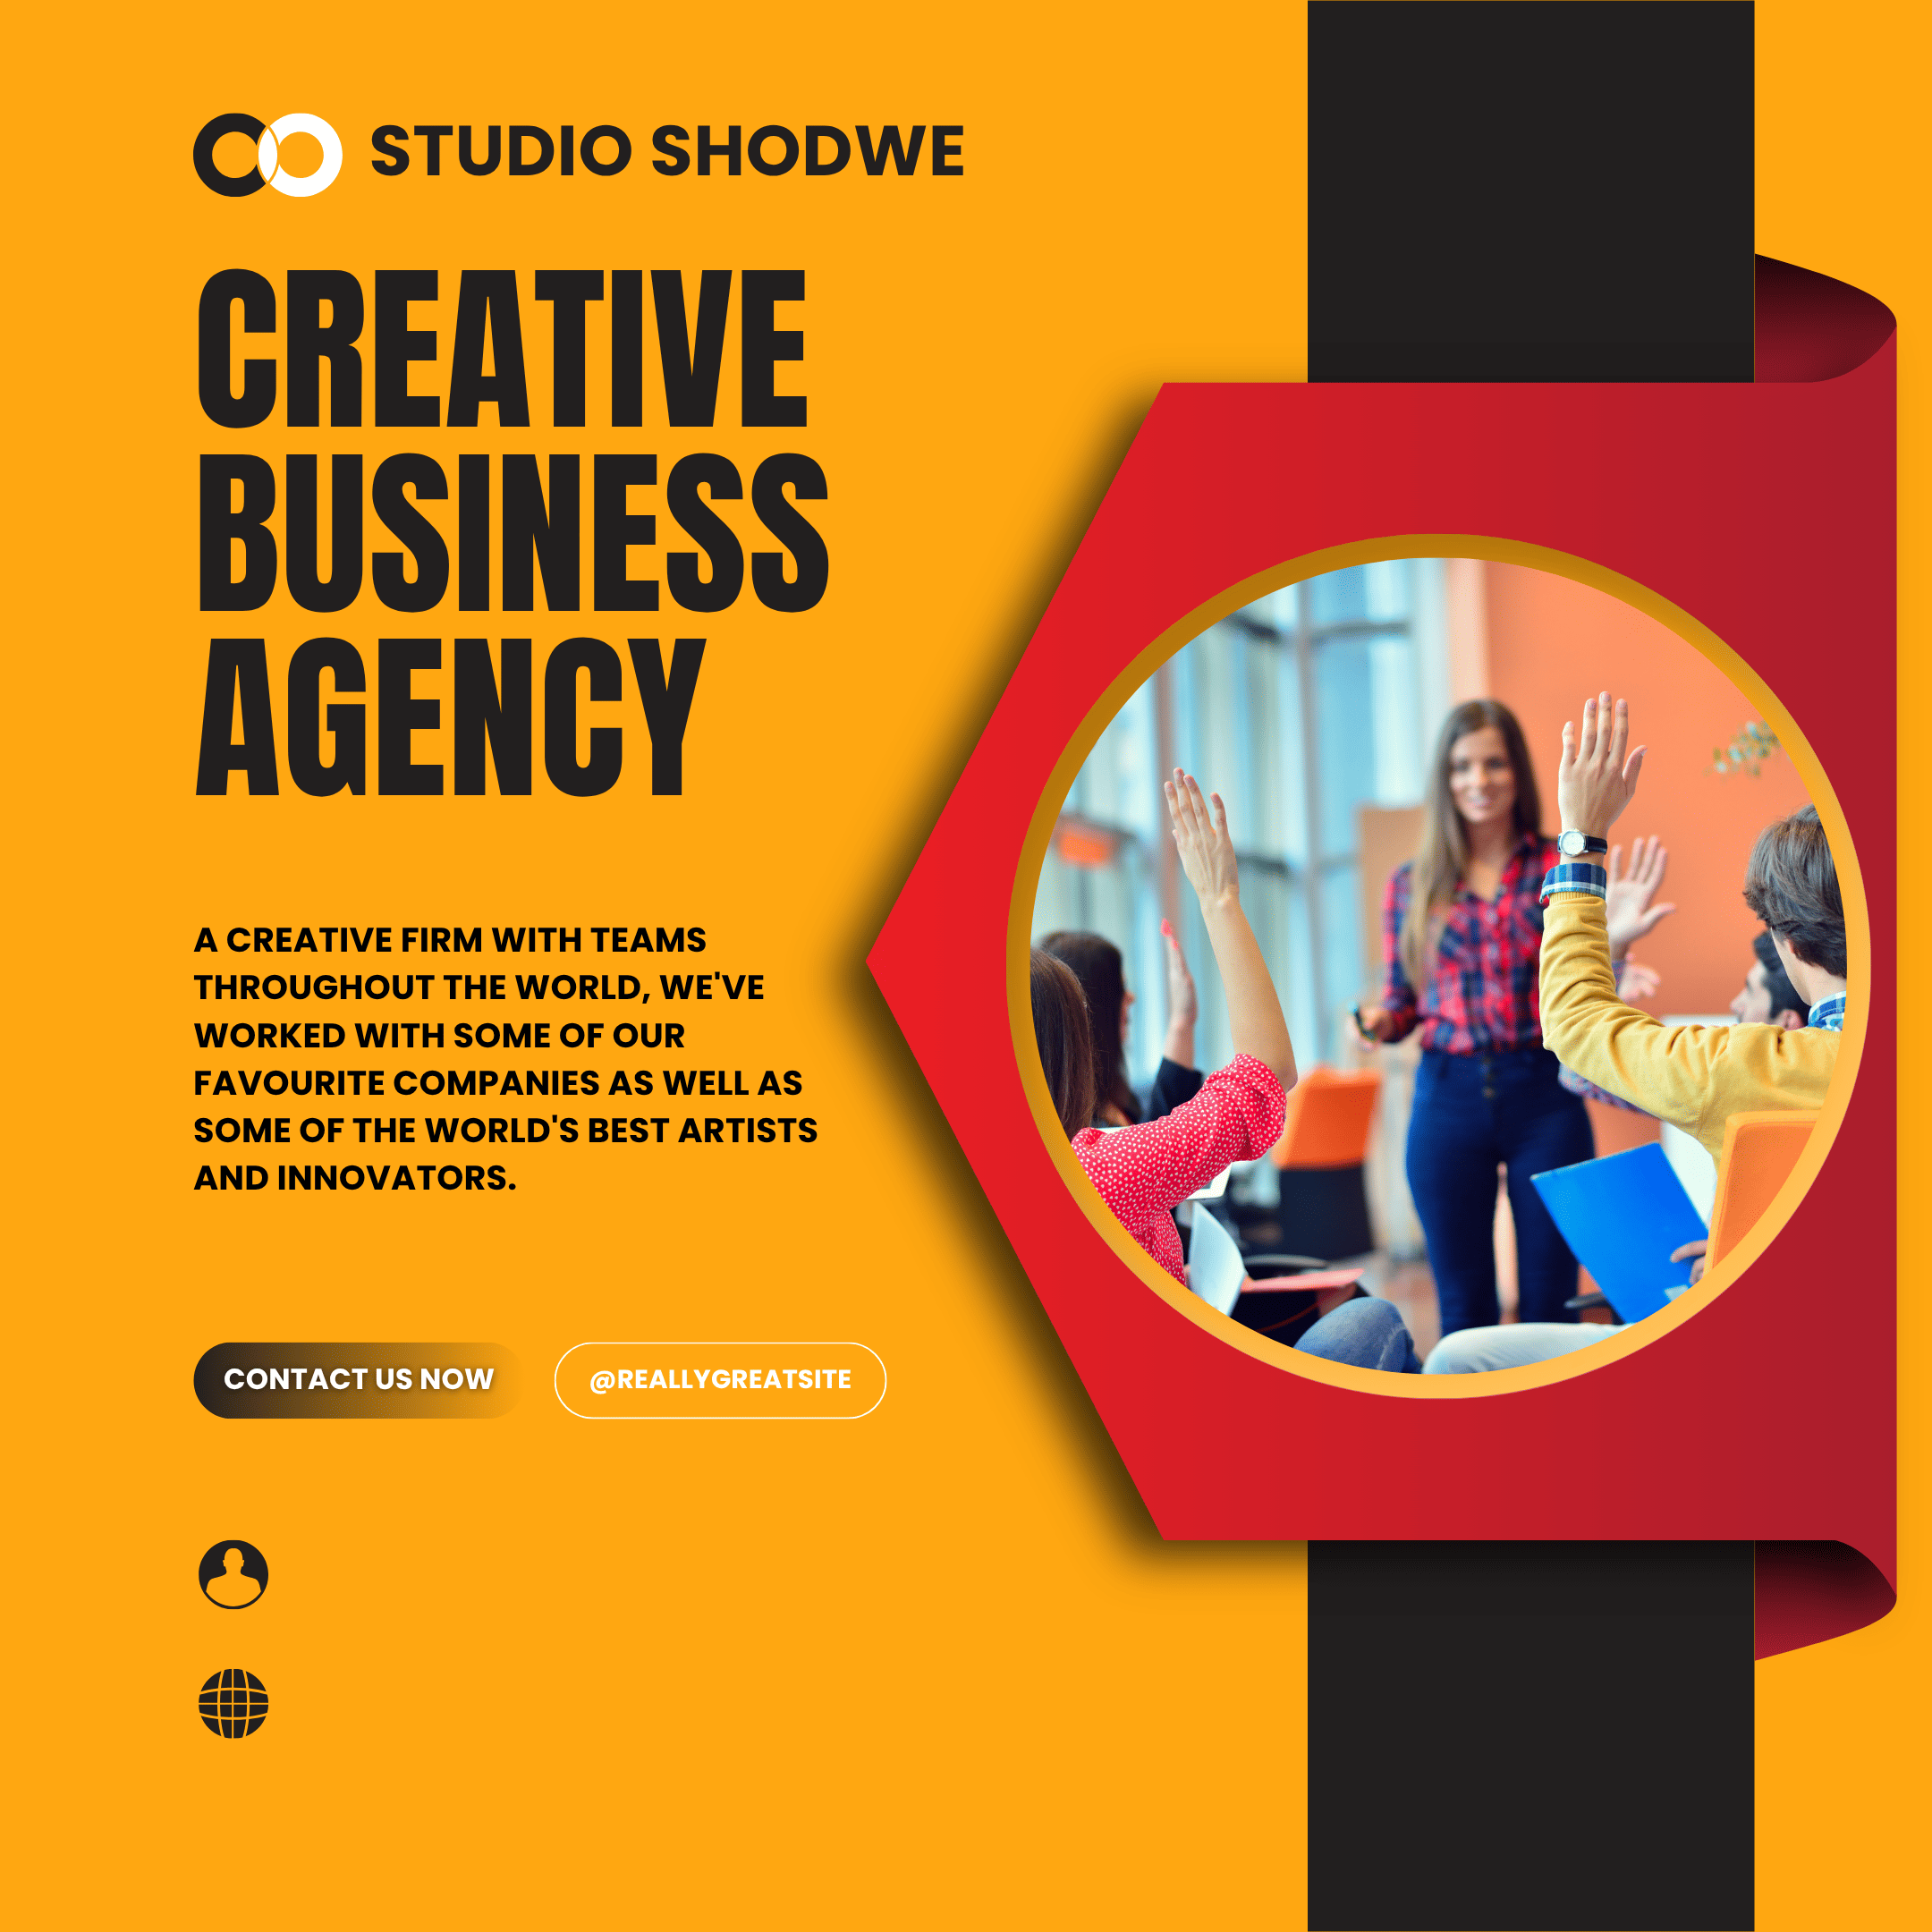 STUDIO SHODWE
CREATIVE
BUSINESS
AGENCY
A CREATIVE FIRM WITH TEAMS
THROUGHOUT THE WORLD, WE'VE
WORKED WITH SOME OF OUR
FAVOURITE COMPANIES AS WELL AS
SOME OF THE WORLD'S BEST ARTISTS
AND INNOVATORS.
CONTACT US NOW
@REALLYGREATSITE